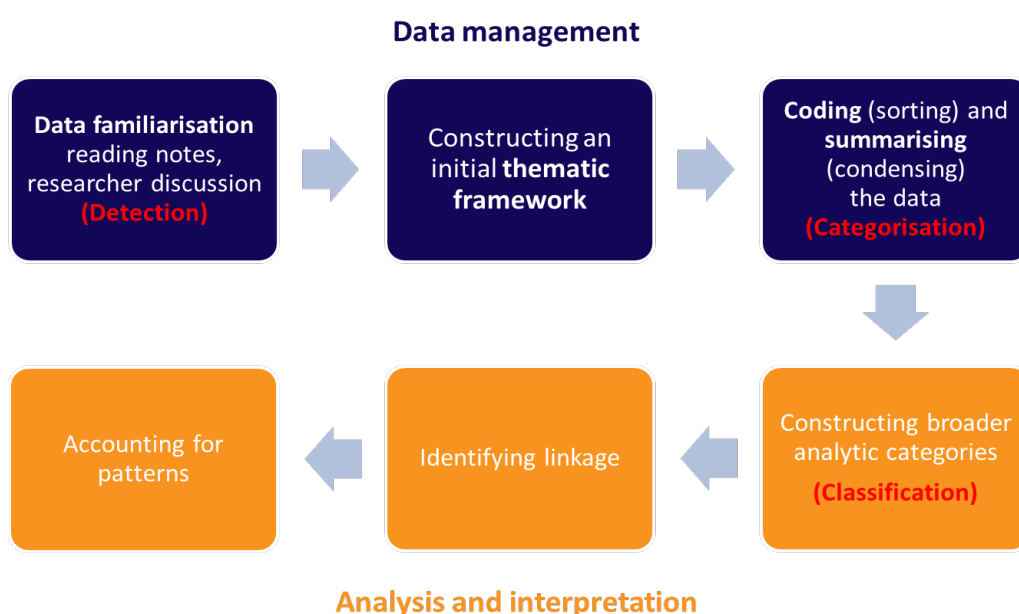 Data management
Data familiarisation
reading notes,
researcher discussion
(Detection)
Constructing an
initial thematic
framework
Coding (sorting) and
summarising
(condensing)
the data
(Categorisation)
Constructing broader
analytic categories
(Classification)
Identifying linkage
Accounting for
patterns
Analysis and interpretation